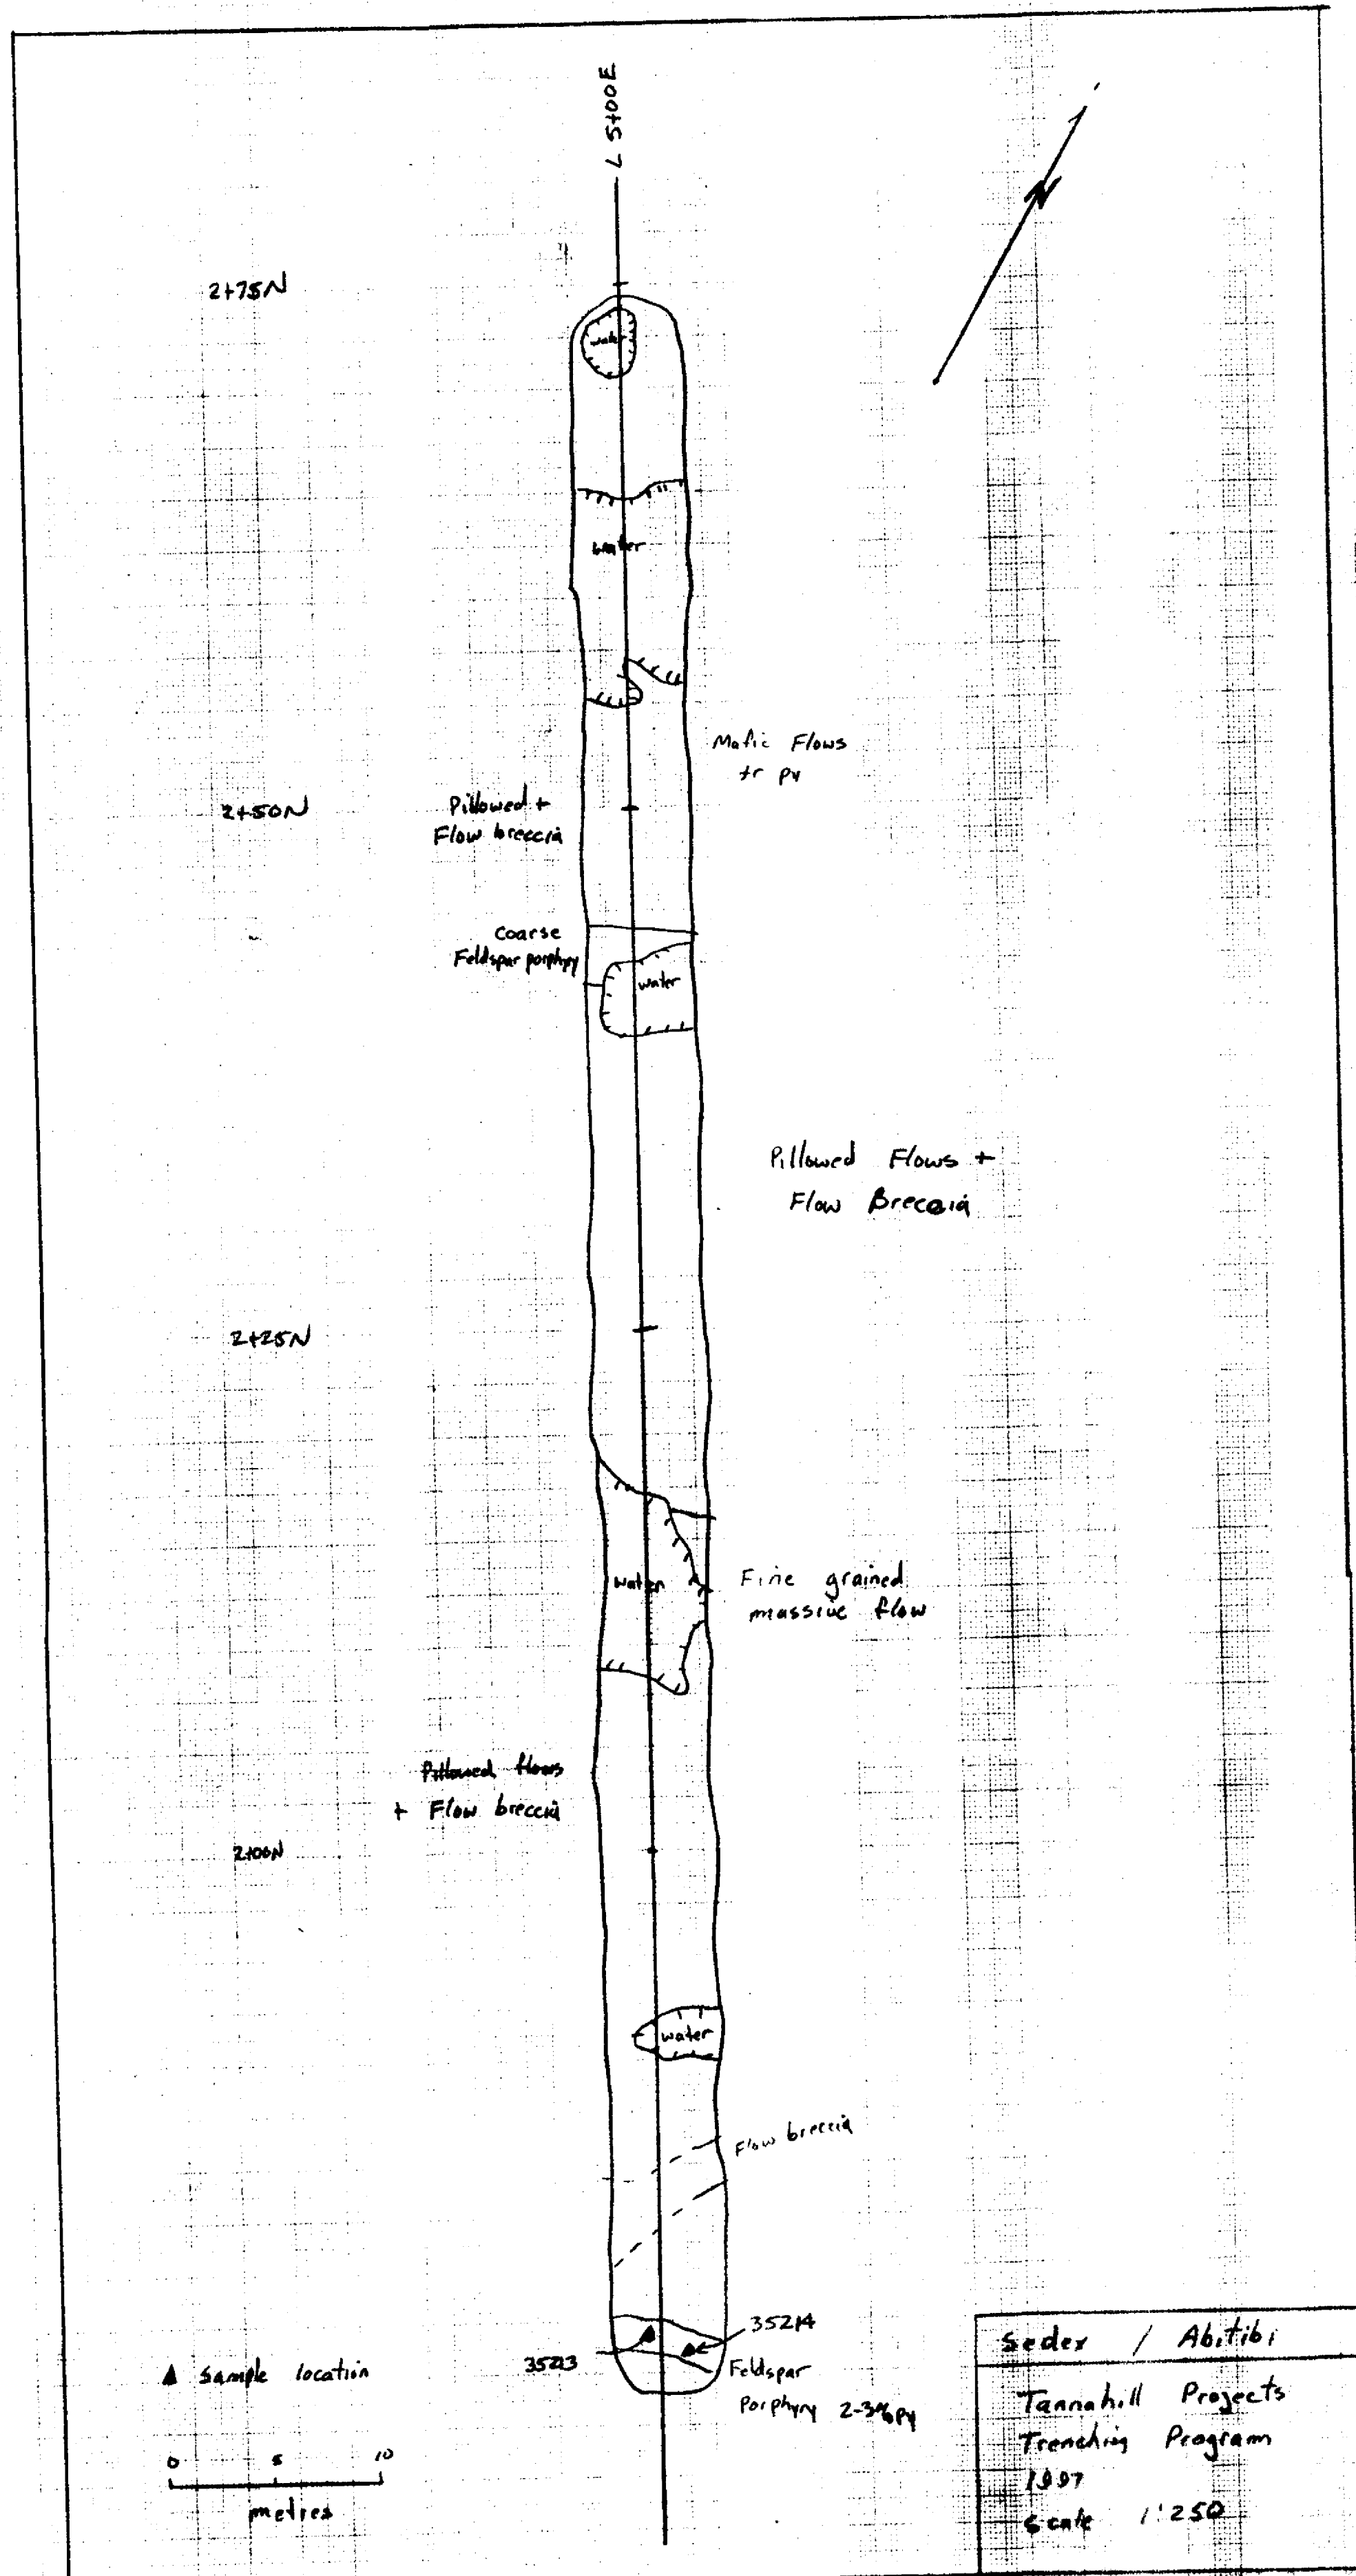 L 5+00E
N
2+75N
water
water
Mafic Flows
tr py
2+50N
Pillowed +
Flow breccia
Coarse
Feldspar porphyry
water
Pillowed Flows +
Flow Breccia
2+25N
water
Fine grained
massive flow
Pillowed flows
+ Flow breccia
2+00N
water
Flow breccia
35214
35213
Feldspar
Porphyry 2-3% py
▲ Sample location
0 5 10
metres
Sedex / Abitibi
Tannahill Projects
Trenching Program
1997
Scale 1:250